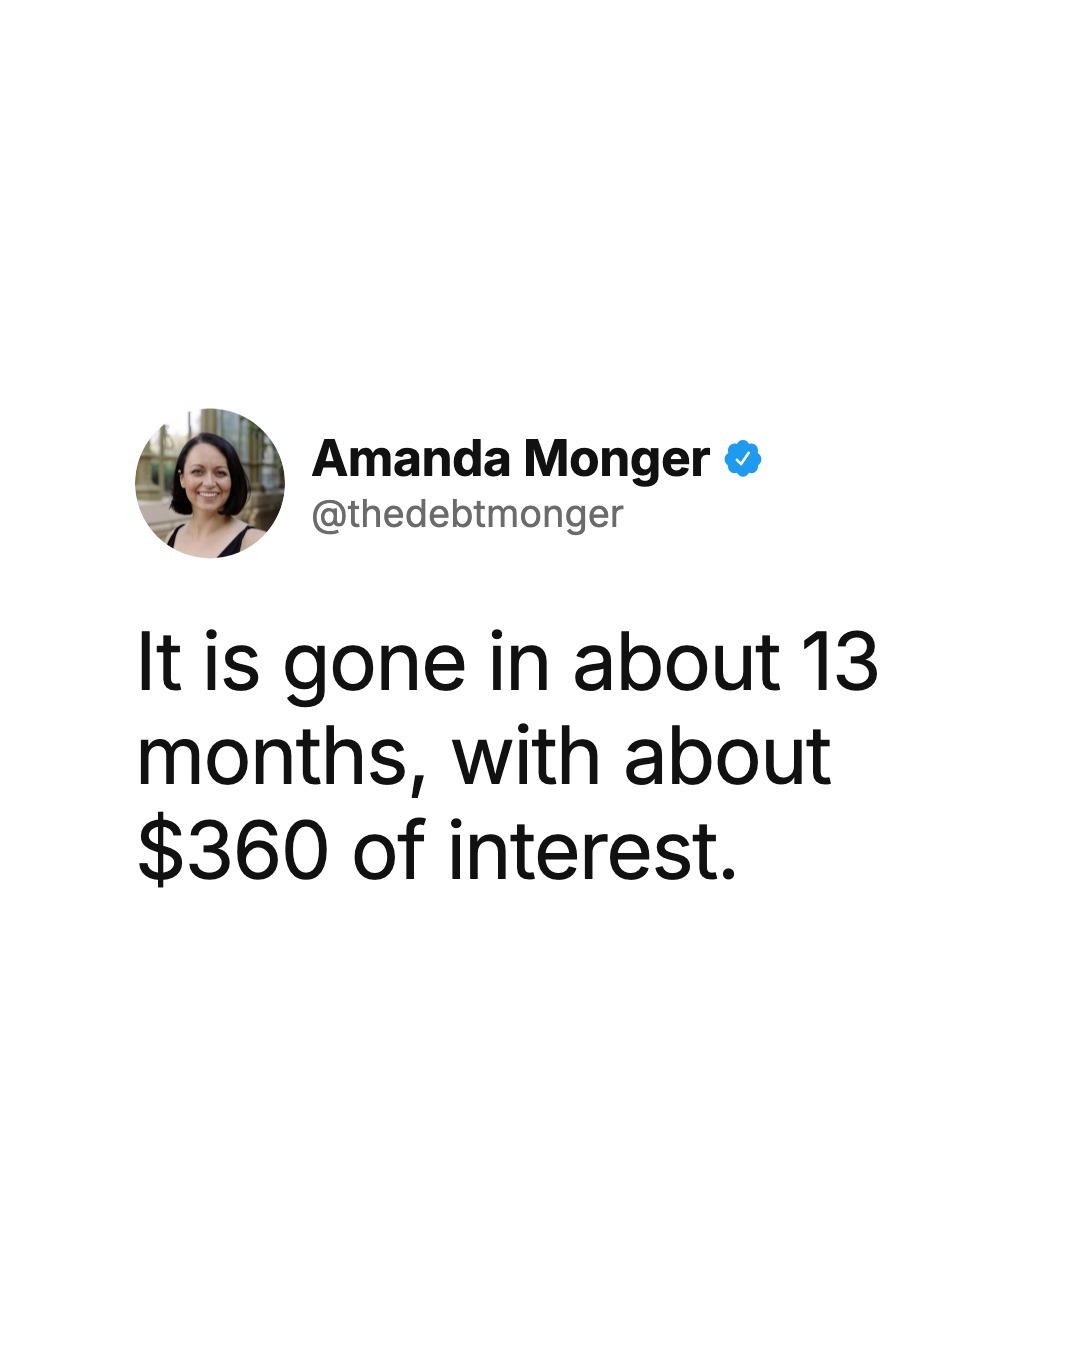 Amanda Monger
@thedebtmonger
It is gone in about 13
months, with about
$360 of interest.